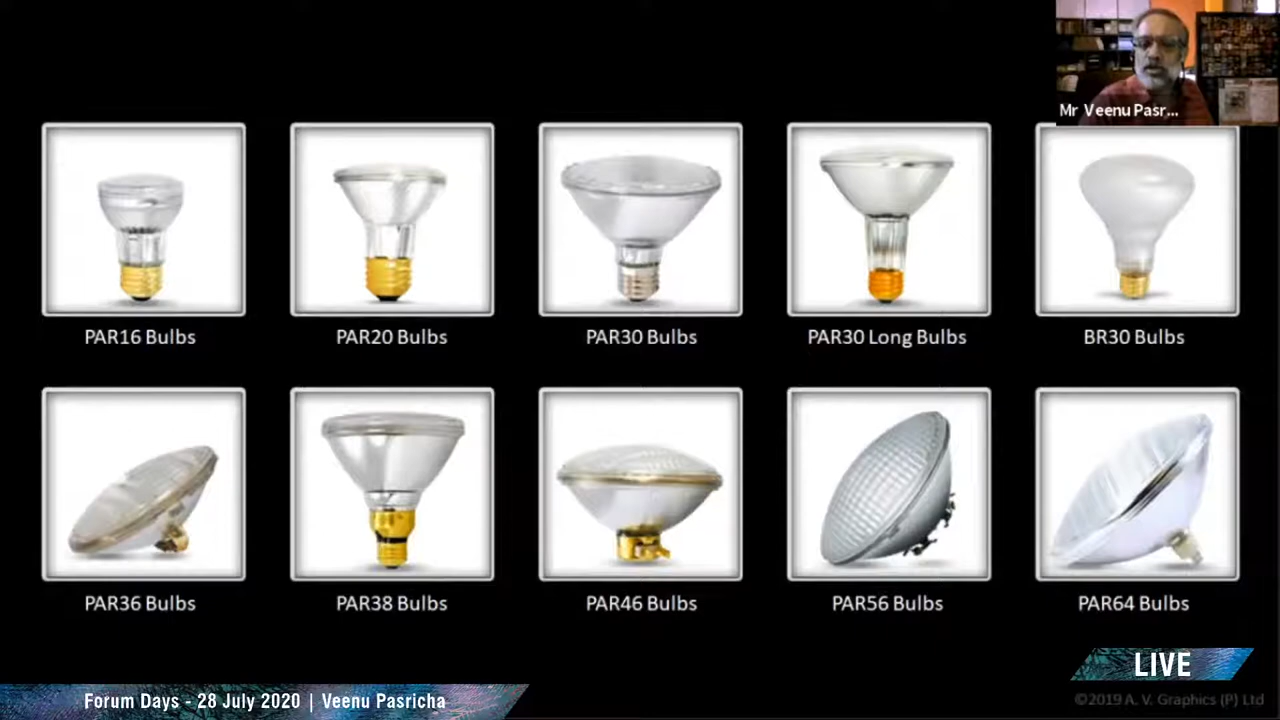 Mr Veenu Pasr...
PAR16 Bulbs
PAR20 Bulbs
PAR30 Bulbs
PAR30 Long Bulbs
BR30 Bulbs
PAR36 Bulbs
PAR38 Bulbs
PAR46 Bulbs
PAR56 Bulbs
PAR64 Bulbs
LIVE
Forum Days - 28 July 2020 | Veenu Pasricha
©2019 A. V. Graphics (P) Ltd